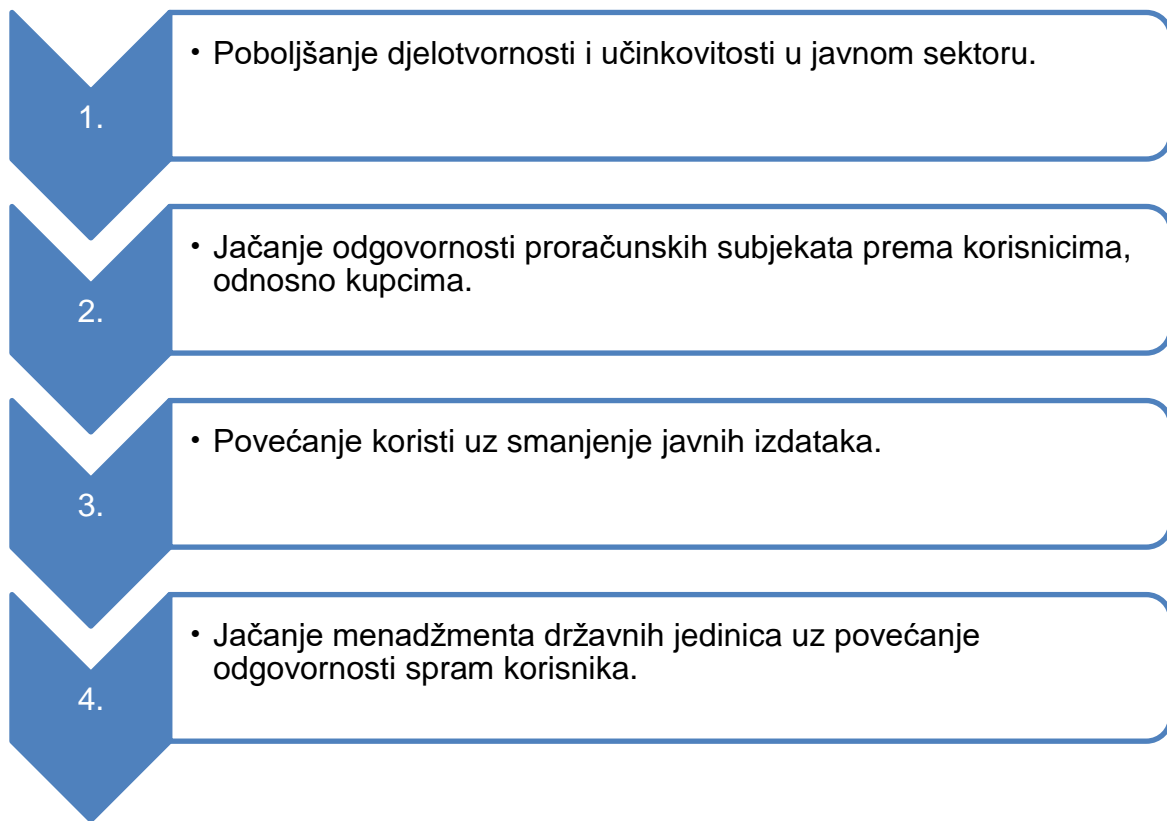 1.
• Poboljšanje djelotvornosti i učinkovitosti u javnom sektoru.
2.
• Jačanje odgovornosti proračunskih subjekata prema korisnicima,
odnosno kupcima.
3.
• Povećanje koristi uz smanjenje javnih izdataka.
4.
• Jačanje menadžmenta državnih jedinica uz povećanje
odgovornosti spram korisnika.